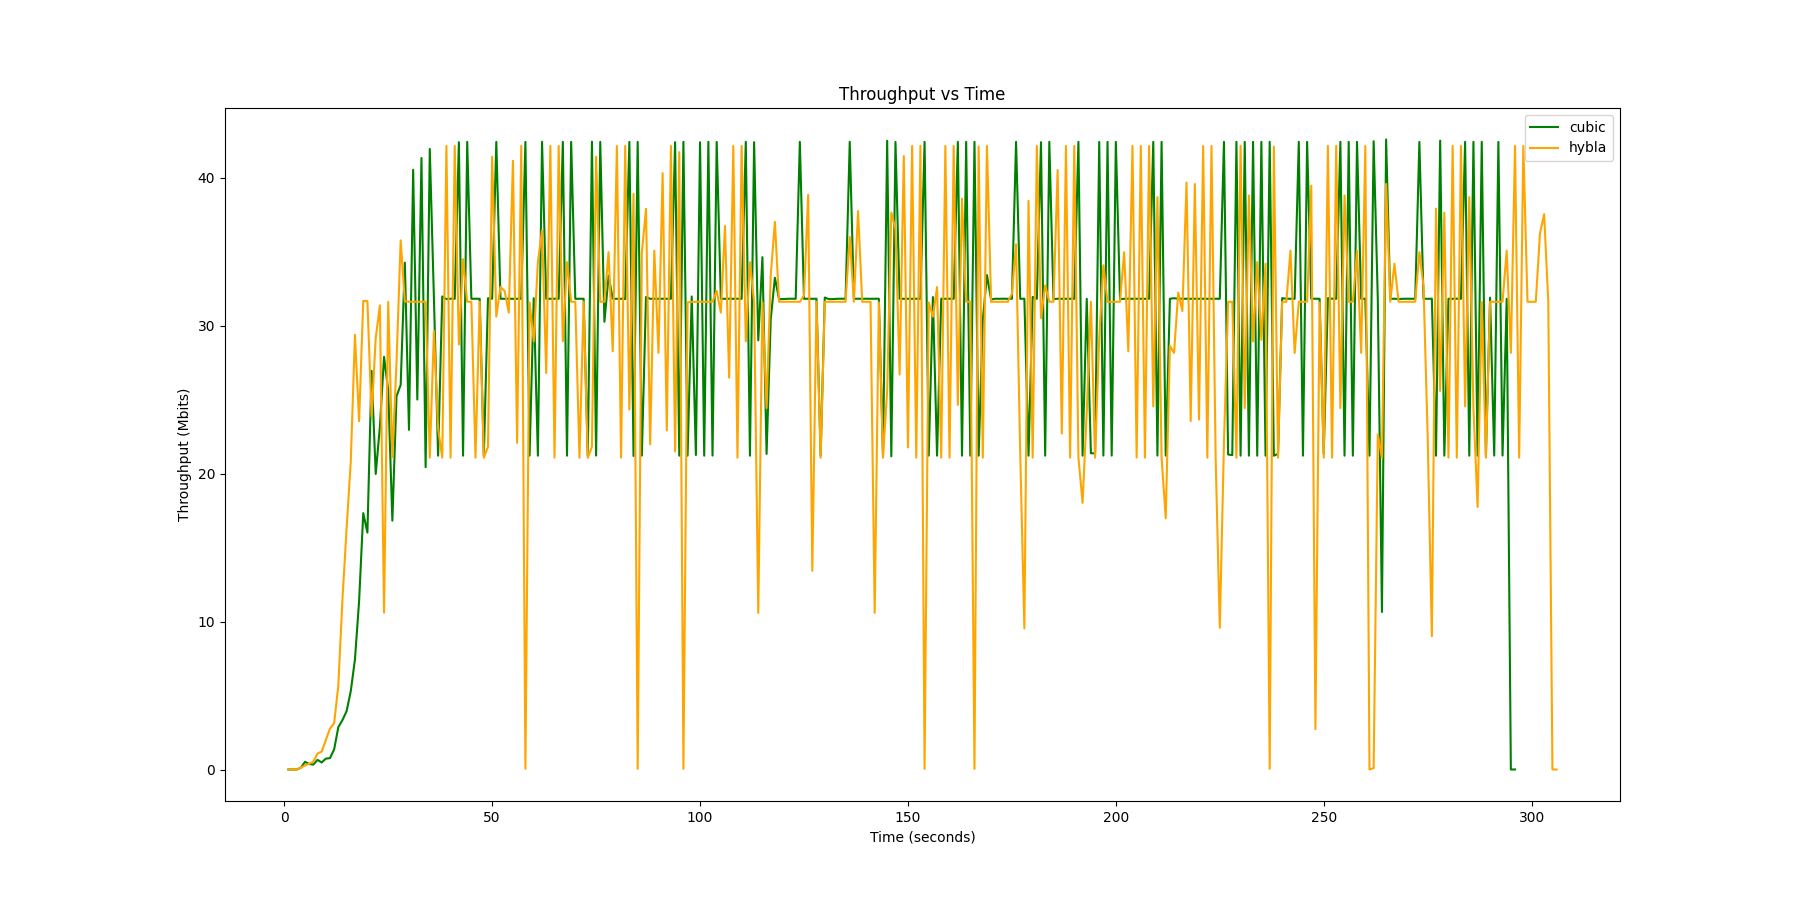 Throughput vs Time
cubic
hybla
40
30
20
10
0
Throughput (Mbits)
0 50 100 150 200 250 300
Time (seconds)